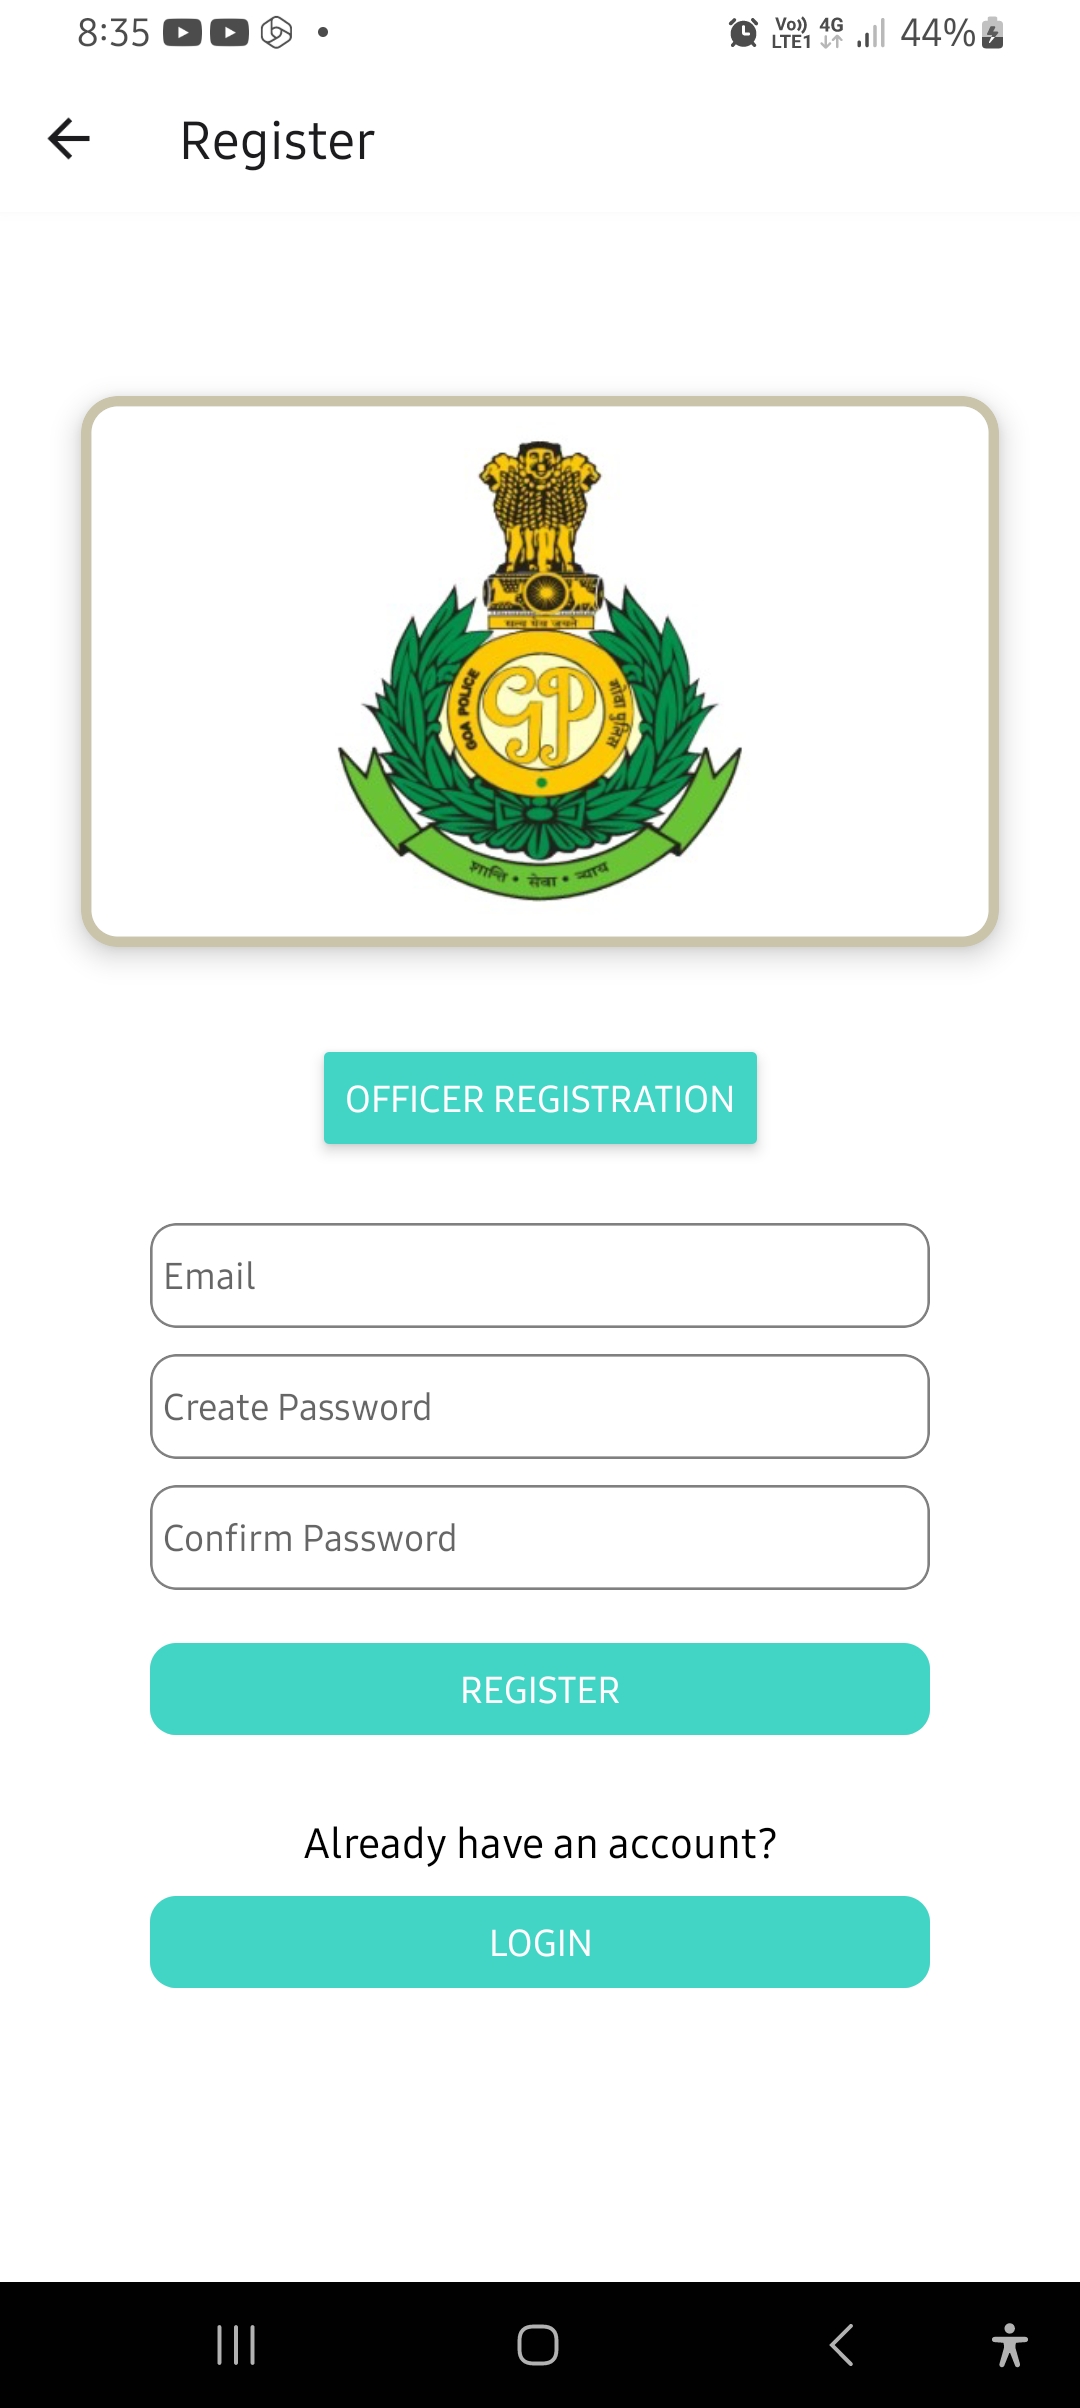 8:35
Vo)) LTE1 4G 44%
Register
सत्यमेव जयते
GOA POLICE
गोवा पुलिस
GP
शान्ति • सेवा • न्याय
OFFICER REGISTRATION
Email
Create Password
Confirm Password
REGISTER
Already have an account?
LOGIN